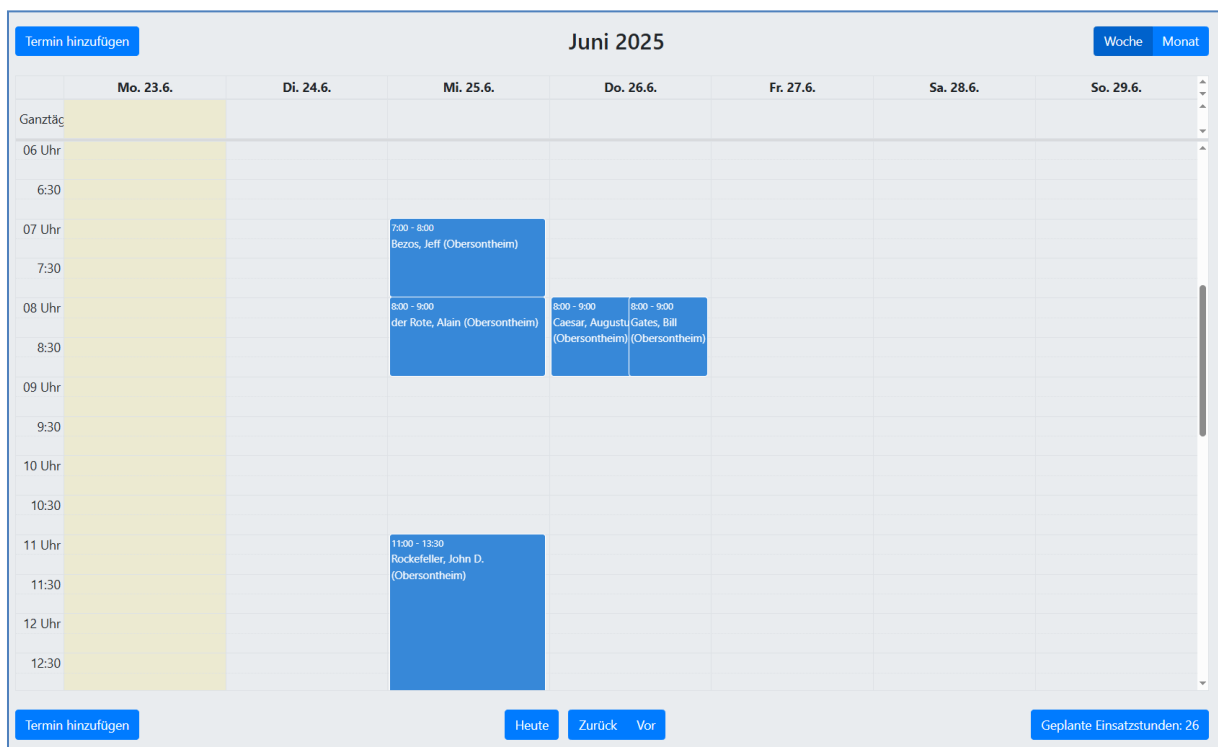 Termin hinzufügen
Juni 2025
Woche Monat
Mo. 23.6. Di. 24.6. Mi. 25.6. Do. 26.6. Fr. 27.6. Sa. 28.6. So. 29.6.
Ganztäg
06 Uhr
6:30
07 Uhr
7:00 - 8:00
Bezos, Jeff (Obersontheim)
7:30
08 Uhr
8:00 - 9:00
der Rote, Alain (Obersontheim)
8:00 - 9:00
Caesar, Augustu
(Obersontheim)
8:00 - 9:00
Gates, Bill
(Obersontheim)
8:30
09 Uhr
9:30
10 Uhr
10:30
11 Uhr
11:00 - 13:30
Rockefeller, John D.
(Obersontheim)
11:30
12 Uhr
12:30
Termin hinzufügen
Heute
Zurück Vor
Geplante Einsatzstunden: 26